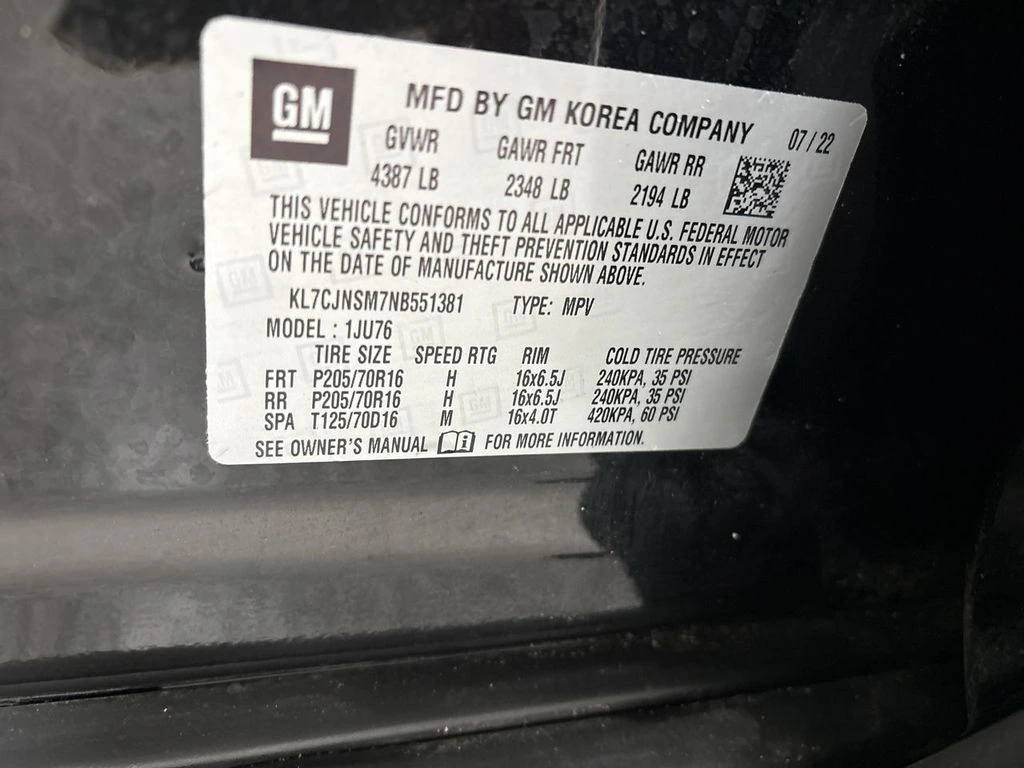 GM
MFD BY GM KOREA COMPANY 07/22
GVWR GAWR FRT GAWR RR
4387 LB 2348 LB 2194 LB
THIS VEHICLE CONFORMS TO ALL APPLICABLE U.S. FEDERAL MOTOR
VEHICLE SAFETY AND THEFT PREVENTION STANDARDS IN EFFECT
ON THE DATE OF MANUFACTURE SHOWN ABOVE.
KL7CJNSM7NB551381 TYPE: MPV
MODEL : 1JU76
TIRE SIZE SPEED RTG RIM COLD TIRE PRESSURE
FRT P205/70R16 H 16x6.5J 240KPA, 35 PSI
RR P205/70R16 H 16x6.5J 240KPA, 35 PSI
SPA T125/70D16 M 16x4.0T 420KPA, 60 PSI
SEE OWNER'S MANUAL i FOR MORE INFORMATION.